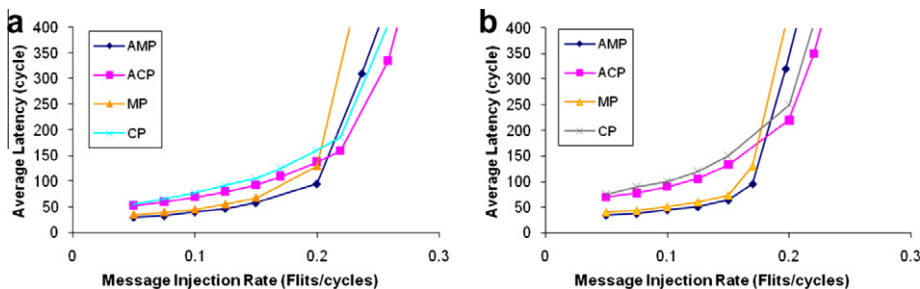 a
400
350
300
250
200
150
100
50
0
Average Latency (cycle)
AMP
ACP
MP
CP
0
0.1
0.2
0.3
Message Injection Rate (Flits/cycles)
b
400
350
300
250
200
150
100
50
0
Average Latency (cycle)
AMP
ACP
MP
CP
0
0.1
0.2
0.3
Message Injection Rate (Flits/cycles)